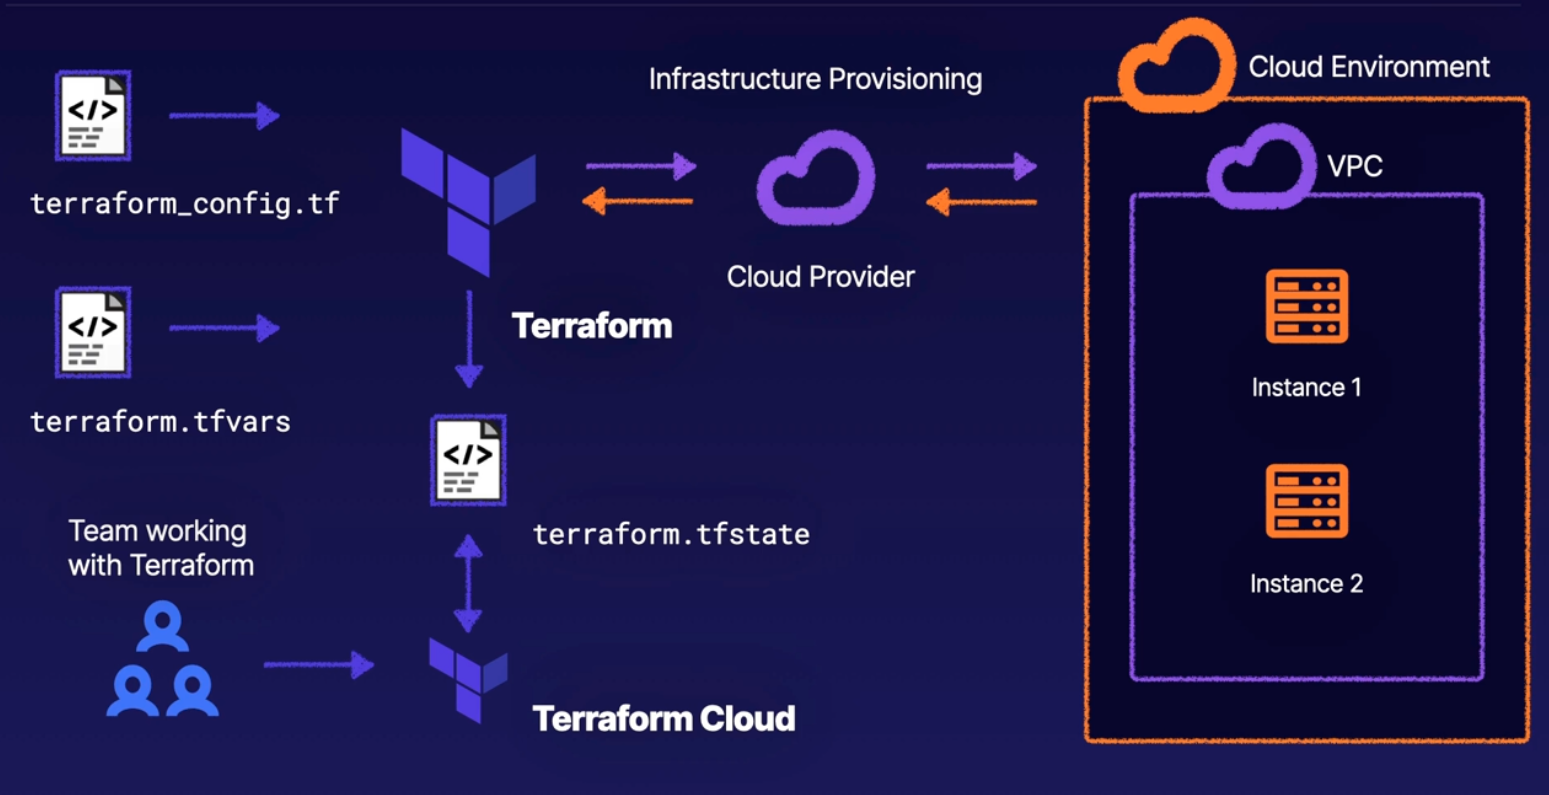 Infrastructure Provisioning
Cloud Environment
</>
terraform_config.tf
VPC
Cloud Provider
</>
terraform.tfvars
Terraform
Instance 1
</>
terraform.tfstate
Team working
with Terraform
Instance 2
Terraform Cloud